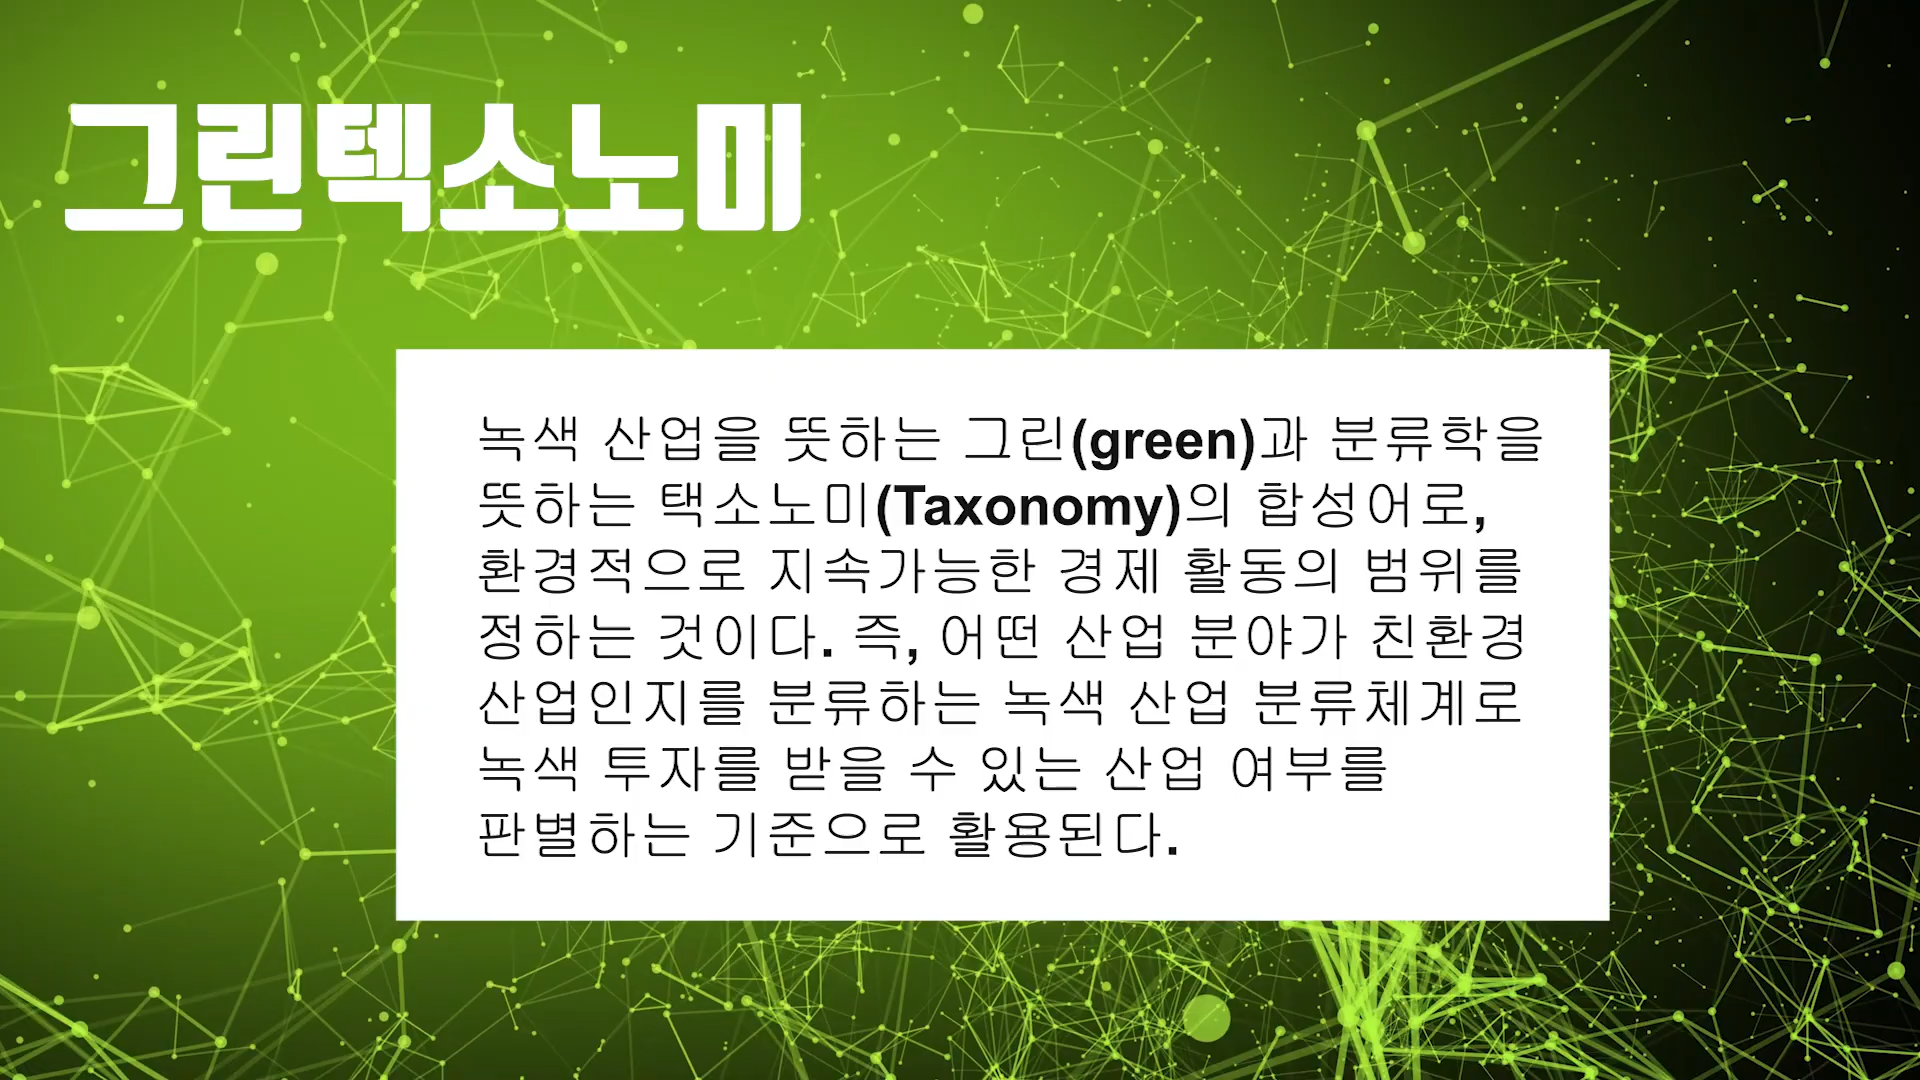 그린텍소노미
녹색 산업을 뜻하는 그린(green)과 분류학을
뜻하는 택소노미(Taxonomy)의 합성어로,
환경적으로 지속가능한 경제 활동의 범위를
정하는 것이다. 즉, 어떤 산업 분야가 친환경
산업인지를 분류하는 녹색 산업 분류체계로
녹색 투자를 받을 수 있는 산업 여부를
판별하는 기준으로 활용된다.